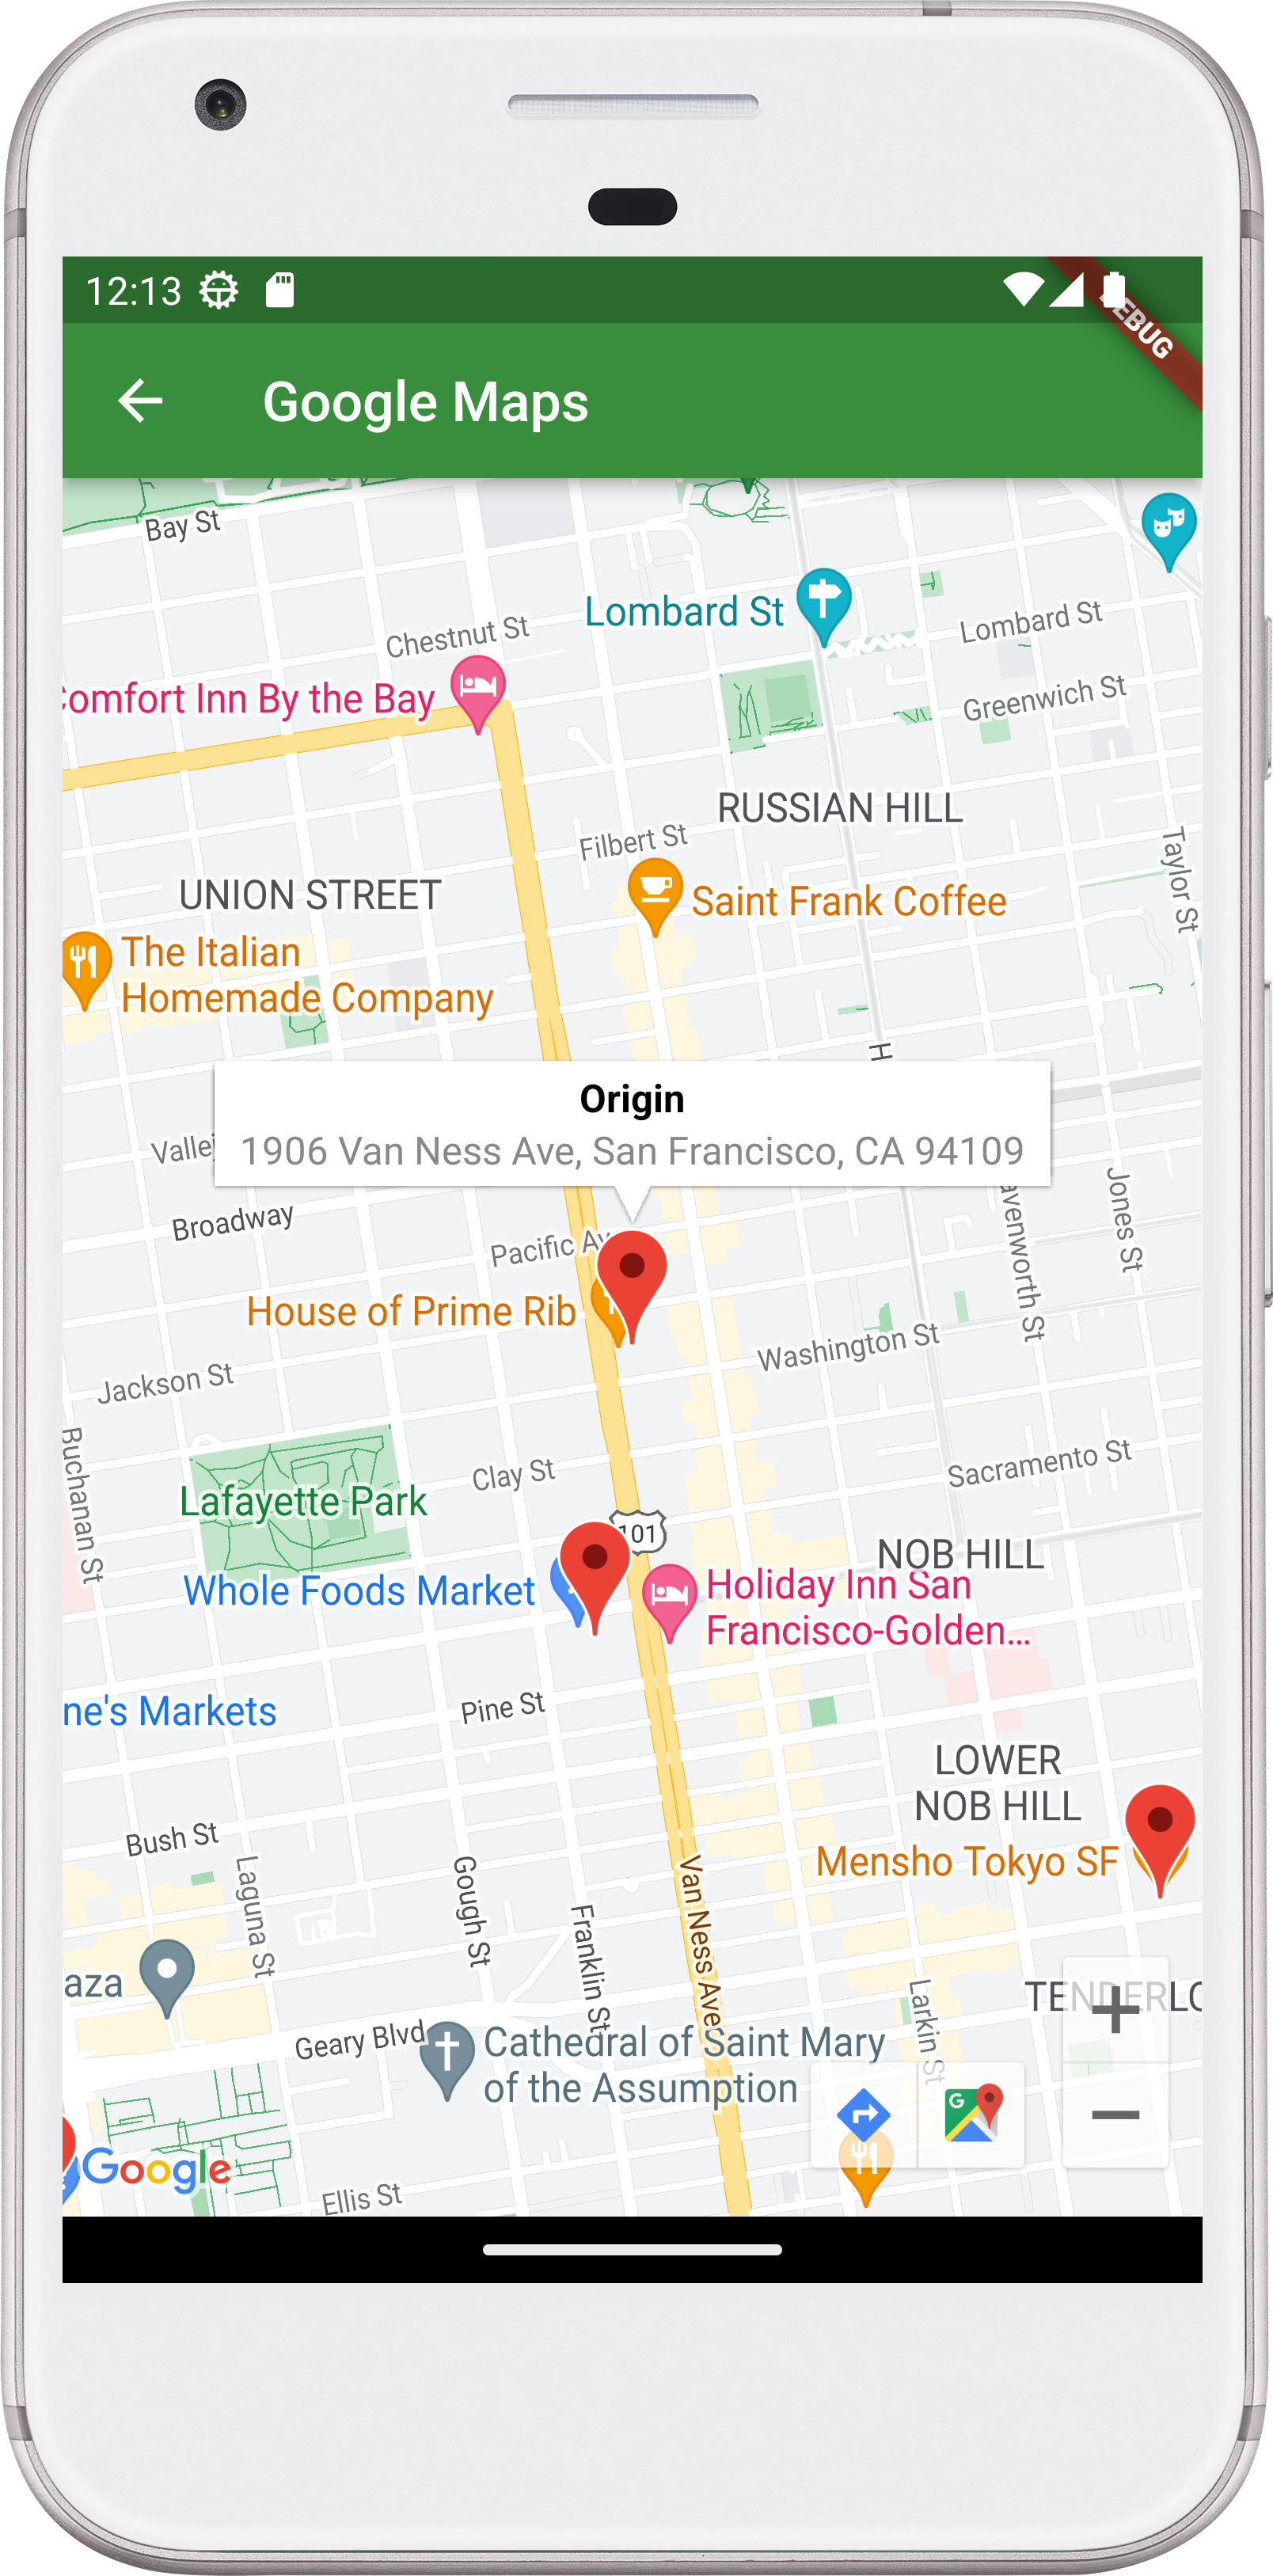 12:13
DEBUG
Google Maps
Bay St
Lombard St
Lombard St
Chestnut St
Comfort Inn By the Bay
Greenwich St
RUSSIAN HILL
Filbert St
Taylor St
UNION STREET
Saint Frank Coffee
The Italian
Homemade Company
H
Origin
1906 Van Ness Ave, San Francisco, CA 94109
Vallej
Broadway
avenworth St
Jones St
Pacific Av
House of Prime Rib
Washington St
Jackson St
Buchanan St
Clay St
Sacramento St
Lafayette Park
101
NOB HILL
Whole Foods Market
Holiday Inn San
Francisco-Golden...
ne's Markets
Pine St
LOWER
NOB HILL
Bush St
Mensho Tokyo SF
Laguna St
Gough St
Franklin St
Van Ness Ave
aza
Larkin St
TENDERLO
Geary Blvd
Cathedral of Saint Mary
of the Assumption
G
Google
Ellis St